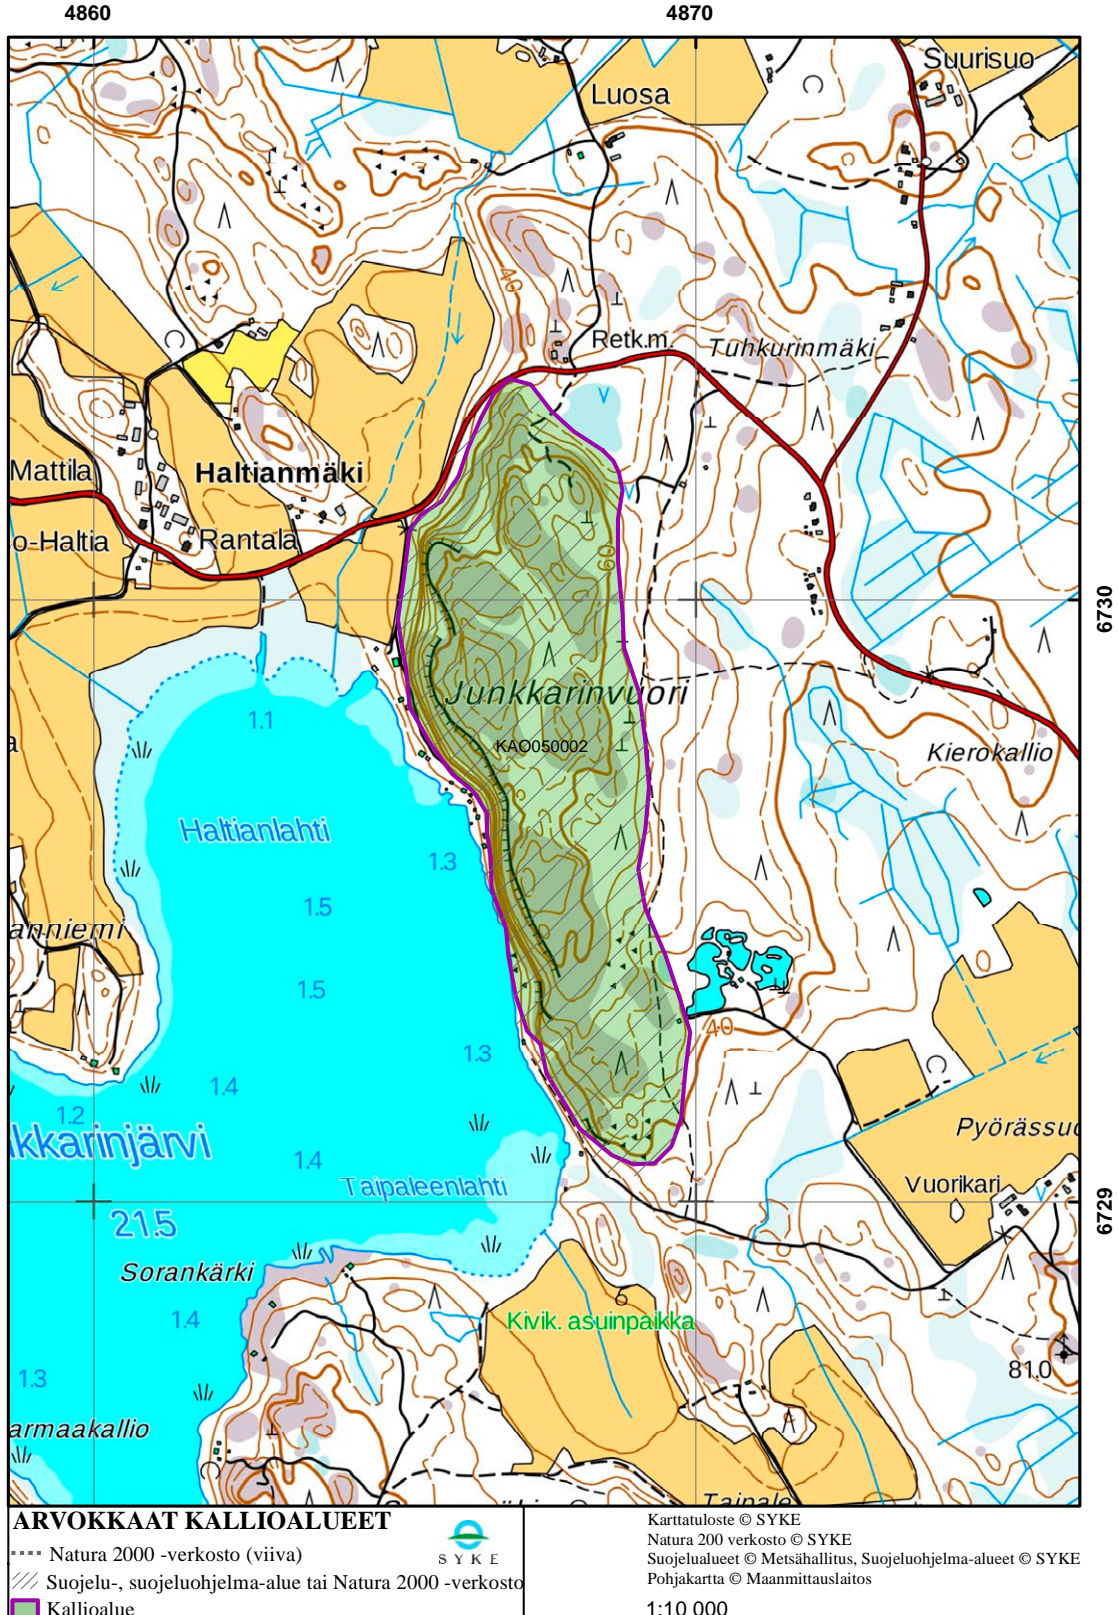 4860
4870
Suurisuo
Luosa
40
Retk.m.
Tuhkurinmäki
Mattila
Haltianmäki
o-Haltia
Rantala
60
6730
Junkkarinvuori
1.1
KAO050002
Kierokallio
a
Haltianlahti
1.3
1.5
anniemi
1.5
40
1.3
1.4
1.2
Pyörässuo
kkarinjärvi
1.4
Taipaleenlahti
Vuorikari
21.5
6729
Sorankärki
1.4
Kivik. asuinpaikka
81.0
1.3
armaakallio
Taipale
ARVOKKAAT KALLIOALUEET
SYKE
Natura 2000 -verkosto (viiva)
Suojelu-, suojeluohjelma-alue tai Natura 2000 -verkosto
Kallioalue
Karttatuloste © SYKE
Natura 200 verkosto © SYKE
Suojelualueet © Metsähallitus, Suojeluohjelma-alueet © SYKE
Pohjakartta © Maanmittauslaitos
1:10 000